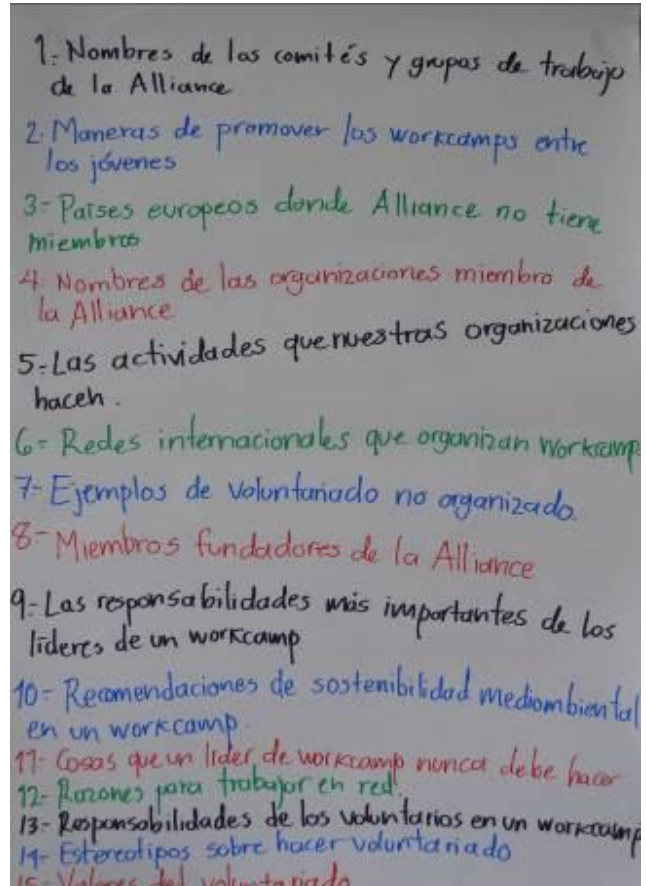 1.- Nombres de los comités y grupos de trabajo
de la Alliance
2. Maneras de promover los workcamps entre
los jóvenes
3- Países europeos donde Alliance no tiene
miembros
4. Nombres de las organizaciones miembro de
la Alliance
5.- Las actividades que nuestras organizaciones
hacen.
6- Redes internacionales que organizan workcamp
7- Ejemplos de voluntariado no organizado.
8- Miembros fundadores de la Alliance
9.- Las responsabilidades más importantes de los
líderes de un workcamp
10- Recomendaciones de sostenibilidad mediombiental
en un workcamp.
11- Cosas que un líder de workcamp nunca debe hacer
12- Razones para trabajar en red.
13- Responsabilidades de los voluntarios en un workcamp
14- Estereotipos sobre hacer voluntariado
15- Valores del voluntariado